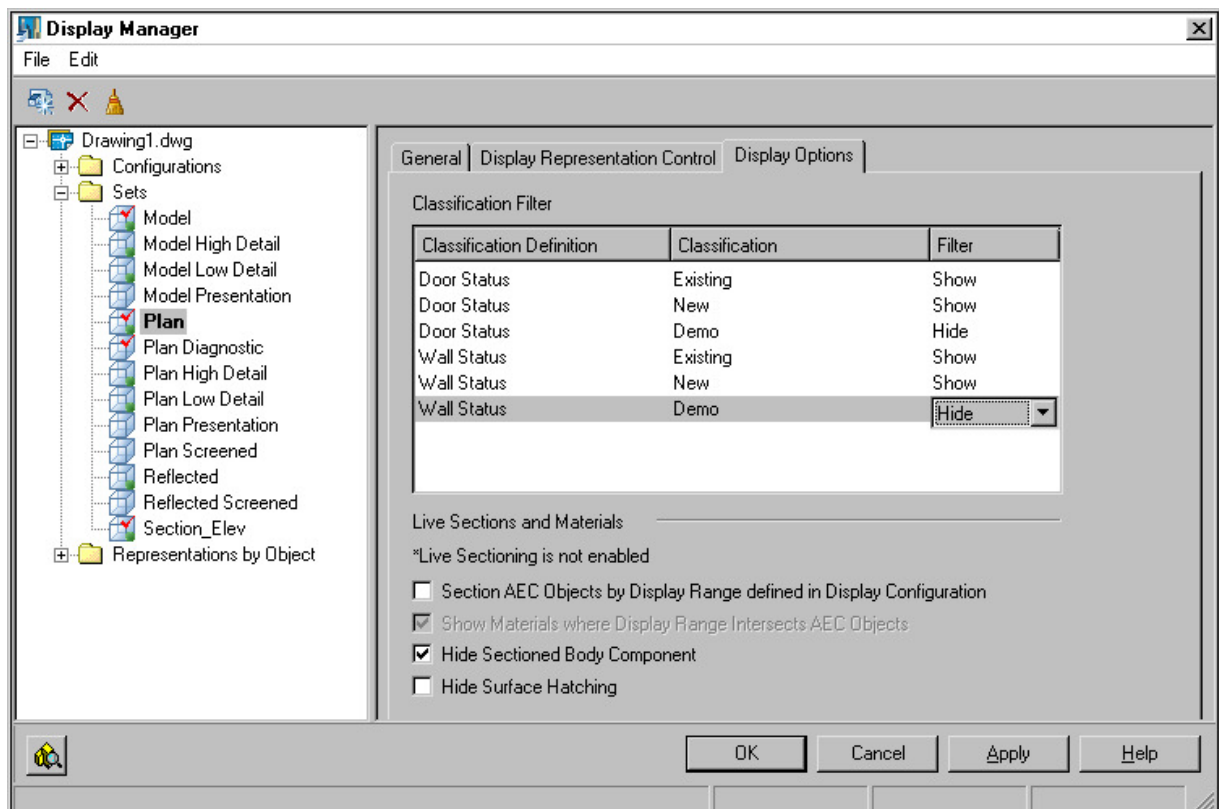 Display Manager
File Edit
Drawing1.dwg
Configurations
Sets
Model
Model High Detail
Model Low Detail
Model Presentation
Plan
Plan Diagnostic
Plan High Detail
Plan Low Detail
Plan Presentation
Plan Screened
Reflected
Reflected Screened
Section_Elev
Representations by Object
General Display Representation Control Display Options
Classification Filter
Classification Definition Classification Filter
Door Status Existing Show
Door Status New Show
Door Status Demo Hide
Wall Status Existing Show
Wall Status New Show
Wall Status Demo Hide
Live Sections and Materials
*Live Sectioning is not enabled
Section AEC Objects by Display Range defined in Display Configuration
Show Materials where Display Range Intersects AEC Objects
Hide Sectioned Body Component
Hide Surface Hatching
OK Cancel Apply Help